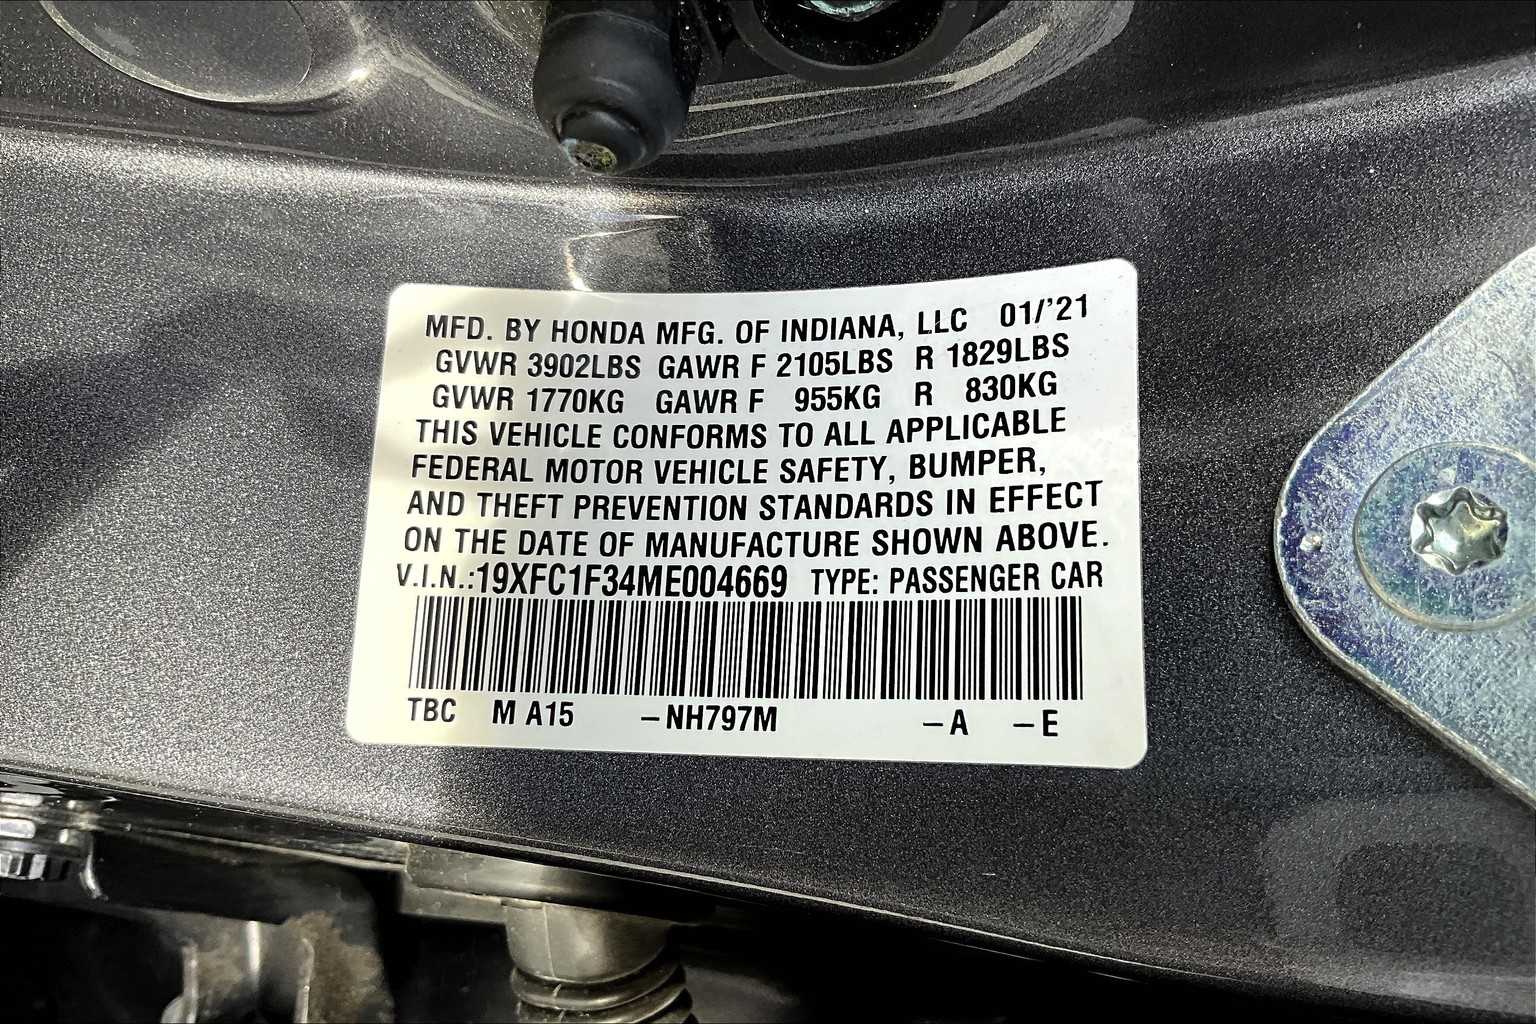 MFD. BY HONDA MFG. OF INDIANA, LLC 01/'21
GVWR 3902LBS GAWR F 2105LBS R 1829LBS
GVWR 1770KG GAWR F 955KG R 830KG
THIS VEHICLE CONFORMS TO ALL APPLICABLE
FEDERAL MOTOR VEHICLE SAFETY, BUMPER,
AND THEFT PREVENTION STANDARDS IN EFFECT
ON THE DATE OF MANUFACTURE SHOWN ABOVE.
V.I.N.:19XFC1F34ME004669 TYPE: PASSENGER CAR
TBC M A15 –NH797M –A –E